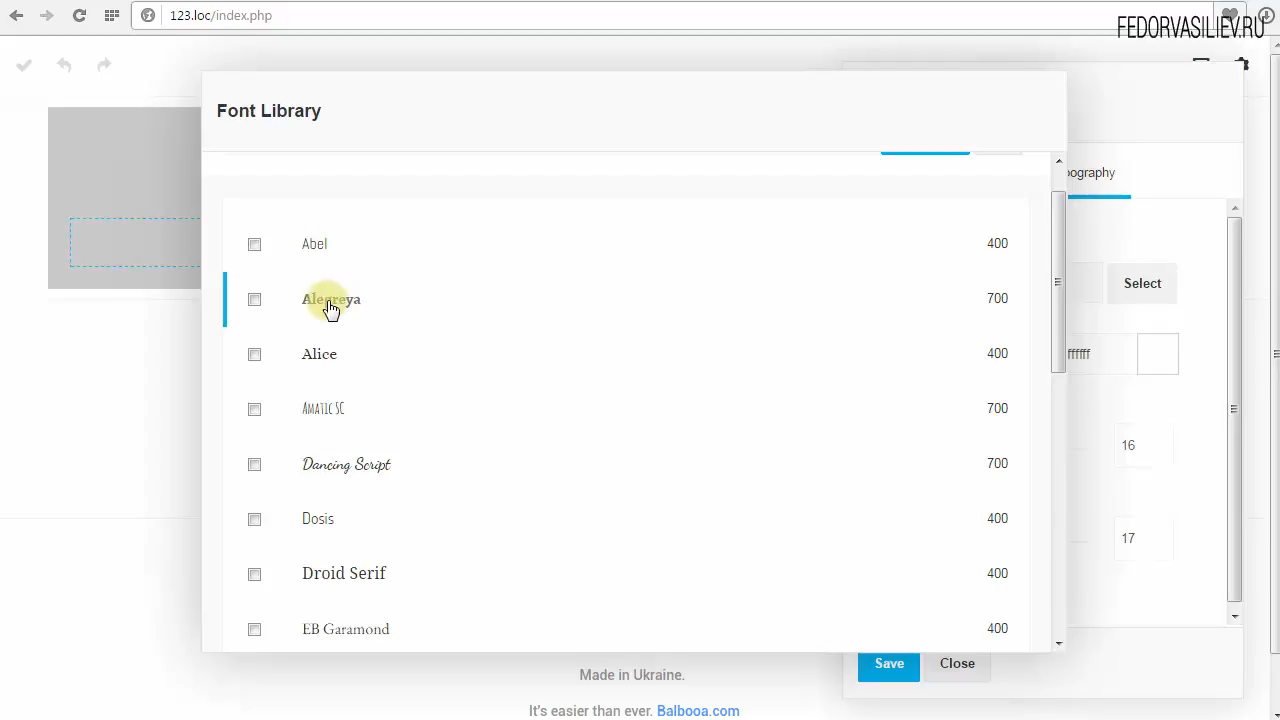 123.loc/index.php
FEDORVASILIEV.RU
Font Library
pography
Abel 400
Alegreya 700
Select
Alice 400
ffffff
Amatic SC 700
16
Dancing Script 700
Dosis 400
17
Droid Serif 400
EB Garamond 400
Save Close
Made in Ukraine.
It's easier than ever. Balbooa.com